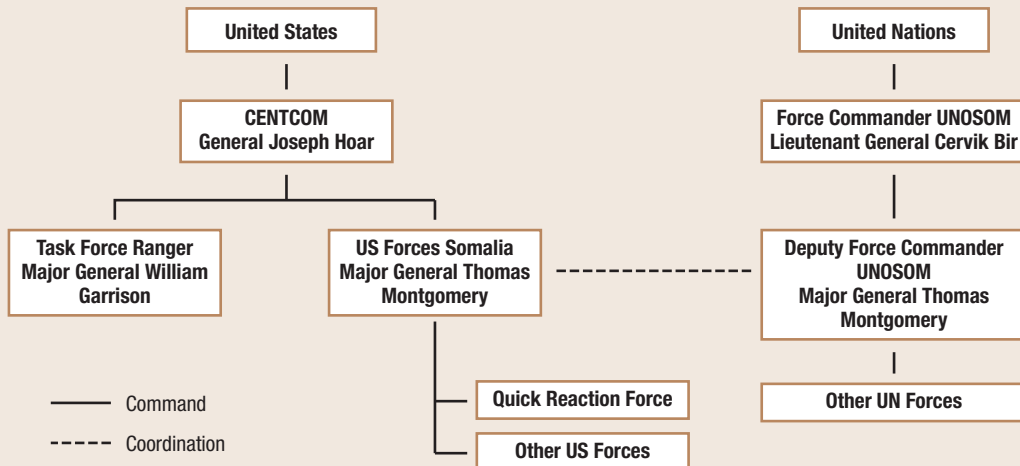 United States
United Nations
CENTCOM
General Joseph Hoar
Force Commander UNOSOM
Lieutenant General Cervik Bir
Task Force Ranger
Major General William
Garrison
US Forces Somalia
Major General Thomas
Montgomery
Deputy Force Commander
UNOSOM
Major General Thomas
Montgomery
Quick Reaction Force
Other US Forces
Other UN Forces
Command
Coordination